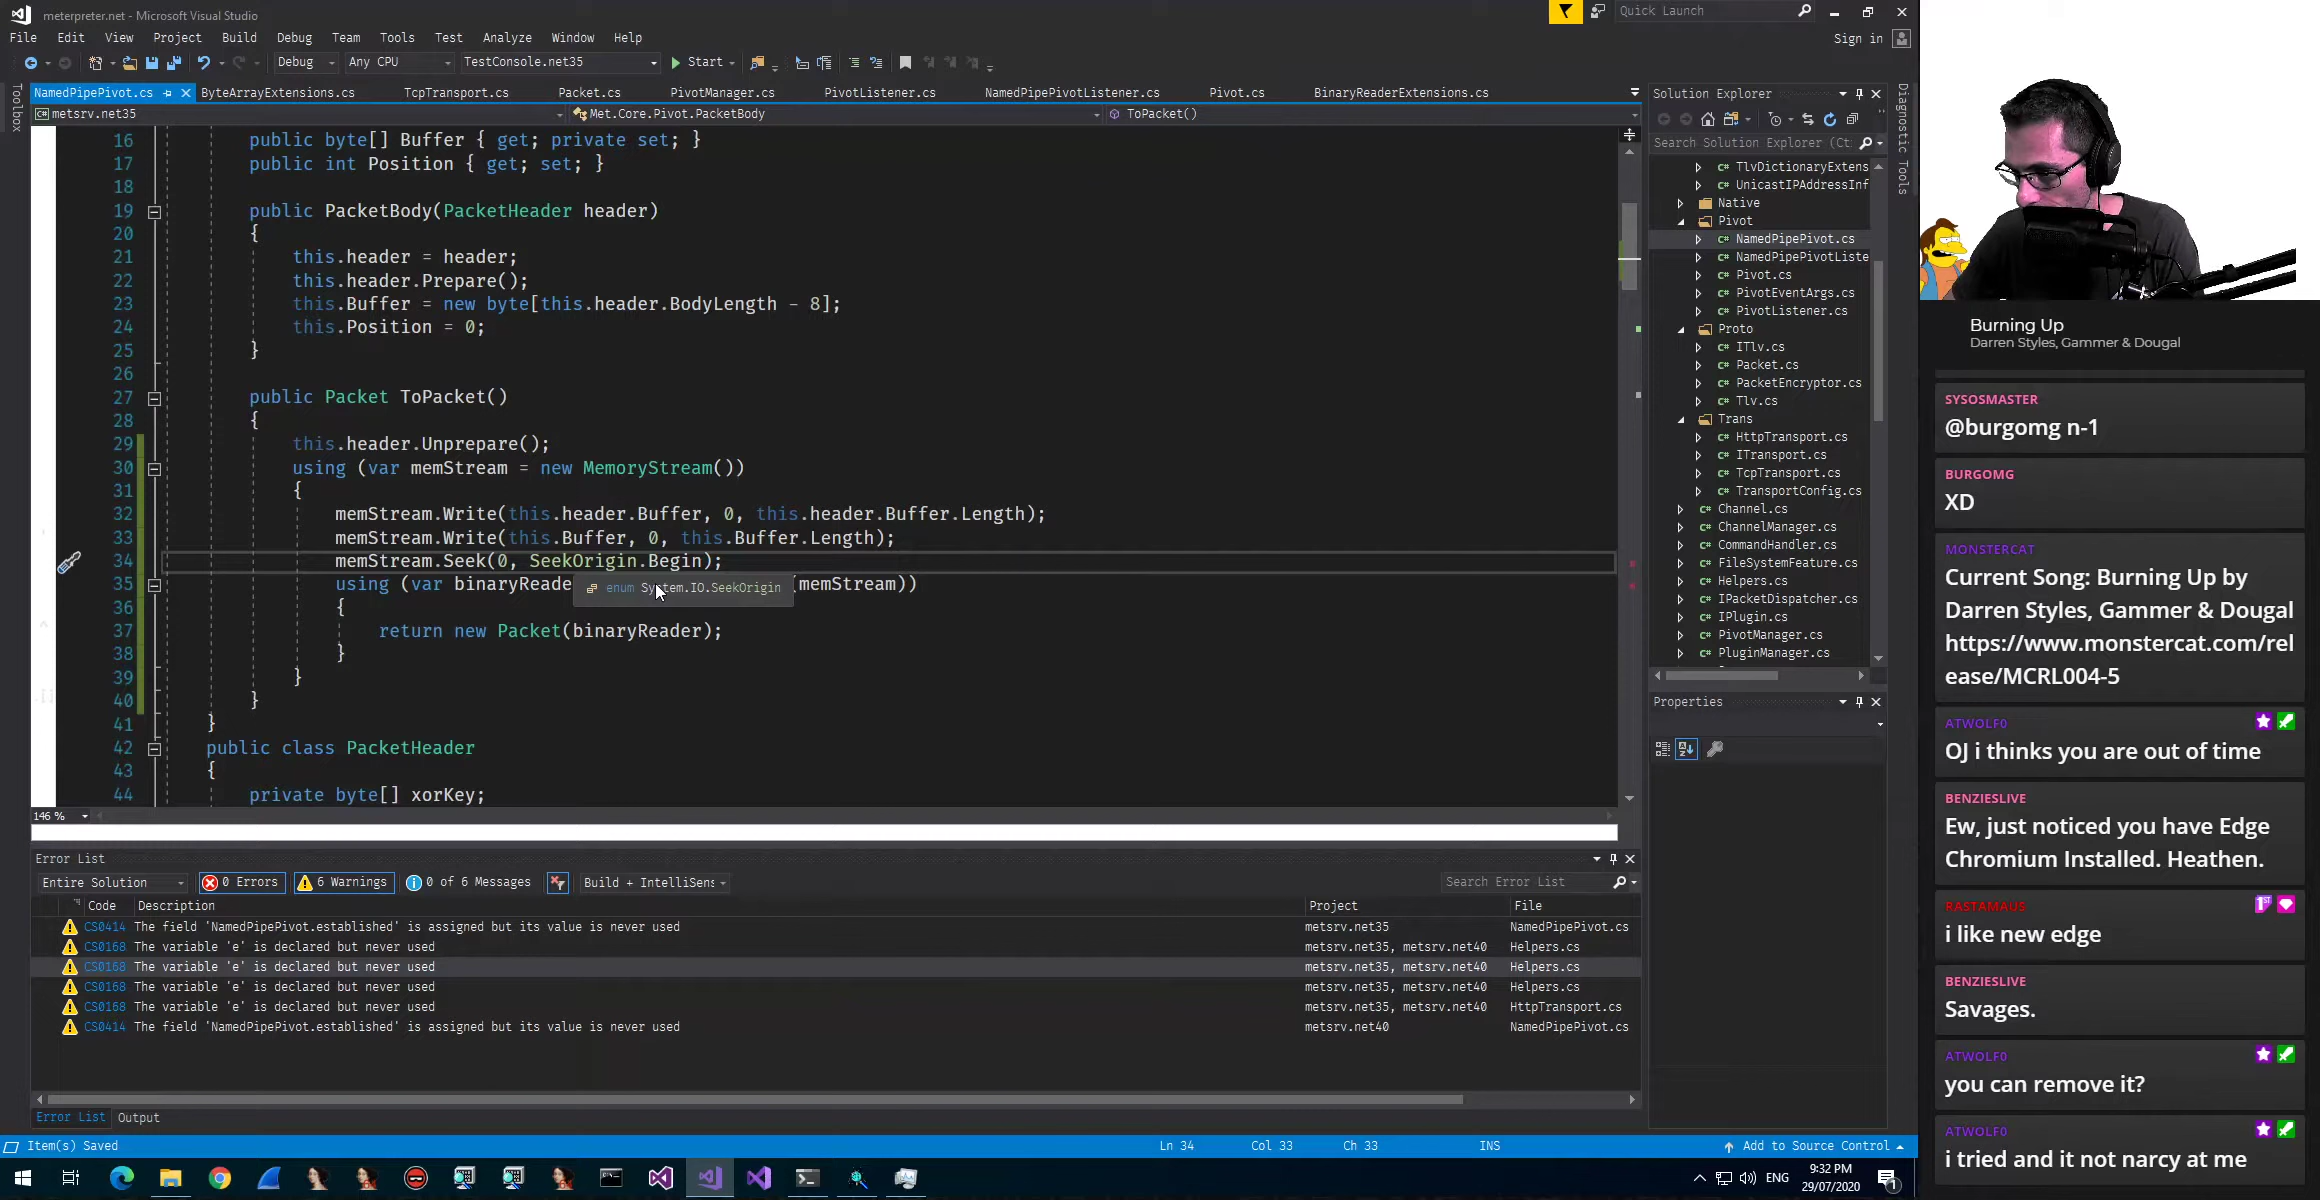 meterpreter.net - Microsoft Visual Studio
Quick Launch
File Edit View Project Build Debug Team Tools Test Analyze Window Help
Sign in
Debug Any CPU TestConsole.net35 Start
Toolbox
NamedPipePivot.cs ByteArrayExtensions.cs TcpTransport.cs Packet.cs PivotManager.cs PivotListener.cs NamedPipePivotListener.cs Pivot.cs BinaryReaderExtensions.cs
metsrv.net35 Met.Core.Pivot.PacketBody ToPacket()
16 public byte[] Buffer { get; private set; }
17 public int Position { get; set; }
18
19 public PacketBody(PacketHeader header)
20 {
21 this.header = header;
22 this.header.Prepare();
23 this.Buffer = new byte[this.header.BodyLength - 8];
24 this.Position = 0;
25 }
26
27 public Packet ToPacket()
28 {
29 this.header.Unprepare();
30 using (var memStream = new MemoryStream())
31 {
32 memStream.Write(this.header.Buffer, 0, this.header.Buffer.Length);
33 memStream.Write(this.Buffer, 0, this.Buffer.Length);
34 memStream.Seek(0, SeekOrigin.Begin);
35 using (var binaryReade (memStream))
enum System.IO.SeekOrigin
36 {
37 return new Packet(binaryReader);
38 }
39 }
40 }
41 }
42 public class PacketHeader
43 {
44 private byte[] xorKey;
146 %
Solution Explorer
Search Solution Explorer (Ct
TlvDictionaryExtens
UnicastIPAddressInf
Native
Pivot
C# NamedPipePivot.cs
C# NamedPipePivotListe
C# Pivot.cs
C# PivotEventArgs.cs
C# PivotListener.cs
Proto
C# ITlv.cs
C# Packet.cs
C# PacketEncryptor.cs
C# Tlv.cs
Trans
C# HttpTransport.cs
C# ITransport.cs
C# TcpTransport.cs
C# TransportConfig.cs
C# Channel.cs
C# ChannelManager.cs
C# CommandHandler.cs
C# FileSystemFeature.cs
C# Helpers.cs
C# IPacketDispatcher.cs
C# IPlugin.cs
C# PivotManager.cs
C# PluginManager.cs
Diagnostic Tools
Properties
Error List
Entire Solution 0 Errors 6 Warnings 0 of 6 Messages Build + IntelliSens Search Error List
Code Description Project File
CS0414 The field 'NamedPipePivot.established' is assigned but its value is never used metsrv.net35 NamedPipePivot.cs
CS0168 The variable 'e' is declared but never used metsrv.net35, metsrv.net40 Helpers.cs
CS0168 The variable 'e' is declared but never used metsrv.net35, metsrv.net40 Helpers.cs
CS0168 The variable 'e' is declared but never used metsrv.net35, metsrv.net40 Helpers.cs
CS0168 The variable 'e' is declared but never used metsrv.net35, metsrv.net40 HttpTransport.cs
CS0414 The field 'NamedPipePivot.established' is assigned but its value is never used metsrv.net40 NamedPipePivot.cs
Error List Output
Item(s) Saved Ln 34 Col 33 Ch 33 INS Add to Source Control
ENG 9:32 PM
29/07/2020
1
Burning Up
Darren Styles, Gammer & Dougal
SYSOSMASTER
@burgomg n-1
BURGOMG
XD
MONSTERCAT
Current Song: Burning Up by
Darren Styles, Gammer & Dougal
https://www.monstercat.com/rel
ease/MCRL004-5
ATWOLF0
OJ i thinks you are out of time
BENZIESLIVE
Ew, just noticed you have Edge
Chromium Installed. Heathen.
RASTAMAUS
1st
i like new edge
BENZIESLIVE
Savages.
ATWOLF0
you can remove it?
ATWOLF0
i tried and it not narcy at me